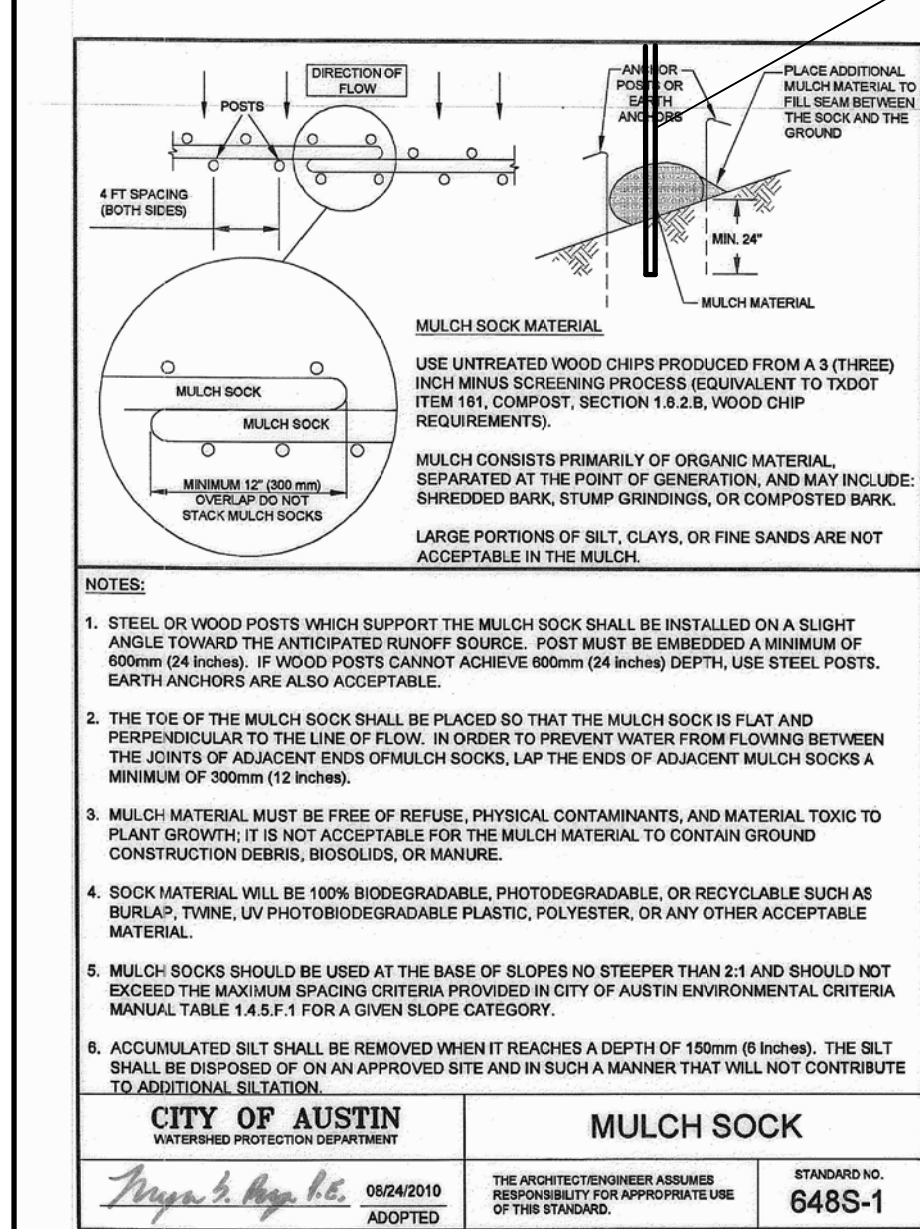 DIRECTION OF
FLOW
POSTS
4 FT SPACING
(BOTH SIDES)
ANCHOR
POSTS OR
EARTH
ANCHORS
PLACE ADDITIONAL
MULCH MATERIAL TO
FILL SEAM BETWEEN
THE SOCK AND THE
GROUND
MIN. 24"
MULCH MATERIAL
MULCH SOCK
MULCH SOCK
MINIMUM 12" (300 mm)
OVERLAP DO NOT
STACK MULCH SOCKS
MULCH SOCK MATERIAL
USE UNTREATED WOOD CHIPS PRODUCED FROM A 3 (THREE)
INCH MINUS SCREENING PROCESS (EQUIVALENT TO TXDOT
ITEM 161, COMPOST, SECTION 1.6.2.B, WOOD CHIP
REQUIREMENTS).
MULCH CONSISTS PRIMARILY OF ORGANIC MATERIAL,
SEPARATED AT THE POINT OF GENERATION, AND MAY INCLUDE:
SHREDDED BARK, STUMP GRINDINGS, OR COMPOSTED BARK.
LARGE PORTIONS OF SILT, CLAYS, OR FINE SANDS ARE NOT
ACCEPTABLE IN THE MULCH.
NOTES:
1. STEEL OR WOOD POSTS WHICH SUPPORT THE MULCH SOCK SHALL BE INSTALLED ON A SLIGHT
ANGLE TOWARD THE ANTICIPATED RUNOFF SOURCE. POST MUST BE EMBEDDED A MINIMUM OF
600mm (24 inches). IF WOOD POSTS CANNOT ACHIEVE 600mm (24 inches) DEPTH, USE STEEL POSTS.
EARTH ANCHORS ARE ALSO ACCEPTABLE.
2. THE TOE OF THE MULCH SOCK SHALL BE PLACED SO THAT THE MULCH SOCK IS FLAT AND
PERPENDICULAR TO THE LINE OF FLOW. IN ORDER TO PREVENT WATER FROM FLOWING BETWEEN
THE JOINTS OF ADJACENT ENDS OFMULCH SOCKS, LAP THE ENDS OF ADJACENT MULCH SOCKS A
MINIMUM OF 300mm (12 inches).
3. MULCH MATERIAL MUST BE FREE OF REFUSE, PHYSICAL CONTAMINANTS, AND MATERIAL TOXIC TO
PLANT GROWTH; IT IS NOT ACCEPTABLE FOR THE MULCH MATERIAL TO CONTAIN GROUND
CONSTRUCTION DEBRIS, BIOSOLIDS, OR MANURE.
4. SOCK MATERIAL WILL BE 100% BIODEGRADABLE, PHOTODEGRADABLE, OR RECYCLABLE SUCH AS
BURLAP, TWINE, UV PHOTOBIODEGRADABLE PLASTIC, POLYESTER, OR ANY OTHER ACCEPTABLE
MATERIAL.
5. MULCH SOCKS SHOULD BE USED AT THE BASE OF SLOPES NO STEEPER THAN 2:1 AND SHOULD NOT
EXCEED THE MAXIMUM SPACING CRITERIA PROVIDED IN CITY OF AUSTIN ENVIRONMENTAL CRITERIA
MANUAL TABLE 1.4.5.F.1 FOR A GIVEN SLOPE CATEGORY.
6. ACCUMULATED SILT SHALL BE REMOVED WHEN IT REACHES A DEPTH OF 150mm (6 inches). THE SILT
SHALL BE DISPOSED OF ON AN APPROVED SITE AND IN SUCH A MANNER THAT WILL NOT CONTRIBUTE
TO ADDITIONAL SILTATION.
CITY OF AUSTIN
WATERSHED PROTECTION DEPARTMENT
MULCH SOCK
P.E. 08/24/2010
ADOPTED
THE ARCHITECT/ENGINEER ASSUMES
RESPONSIBILITY FOR APPROPRIATE USE
OF THIS STANDARD.
STANDARD NO.
648S-1